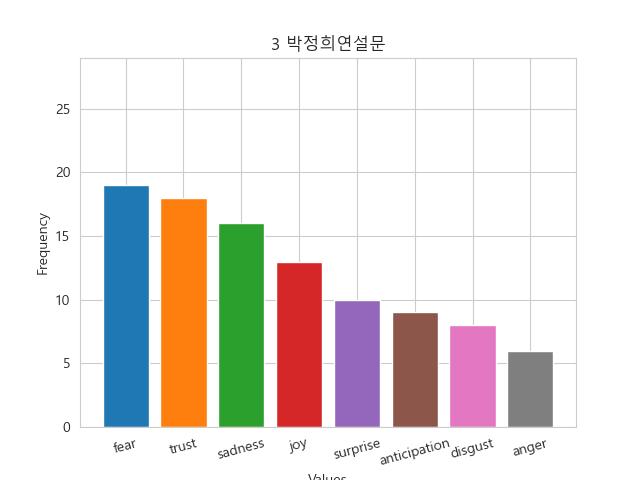 3 박정희연설문
Frequency
25
20
15
10
5
0
fear trust sadness joy surprise anticipation disgust anger
Values